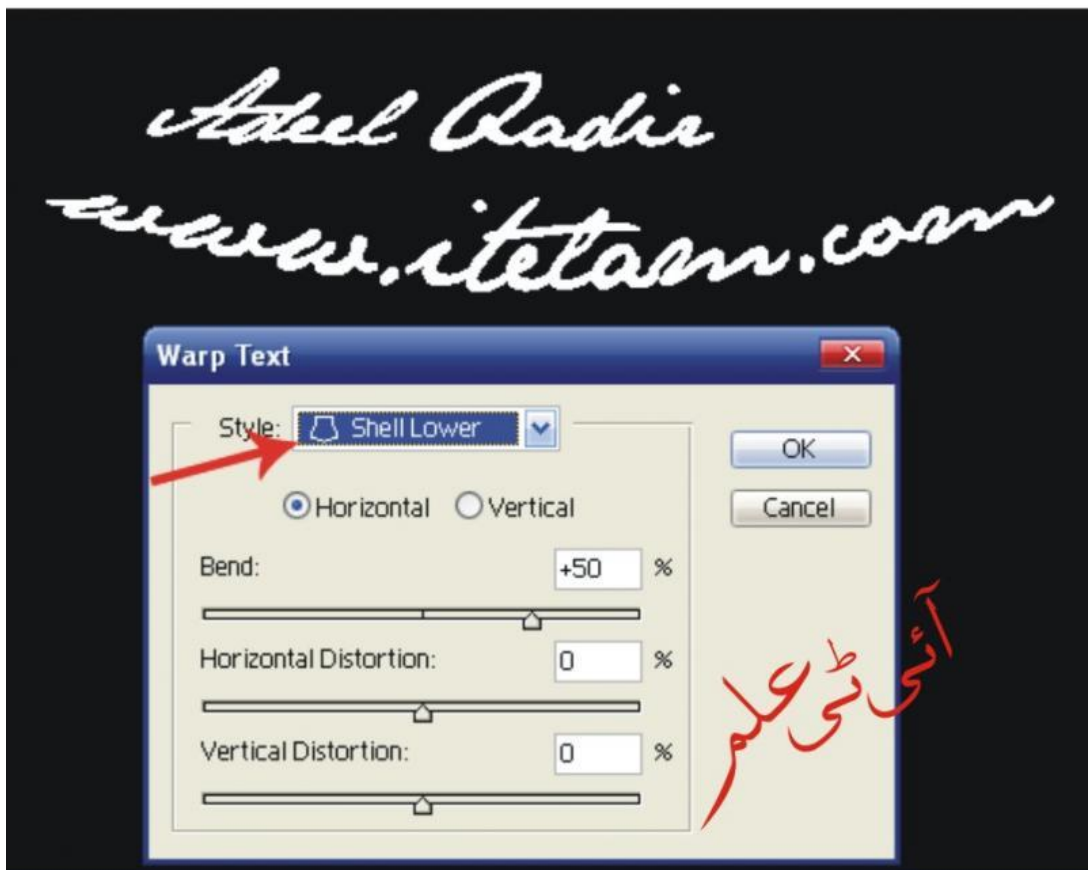 Adeel Qadir
www.itetaem.com
Warp Text
Style: Shell Lower
OK
Horizontal Vertical
Cancel
Bend: +50 %
Horizontal Distortion: 0 %
Vertical Distortion: 0 %
آئی ٹی علم